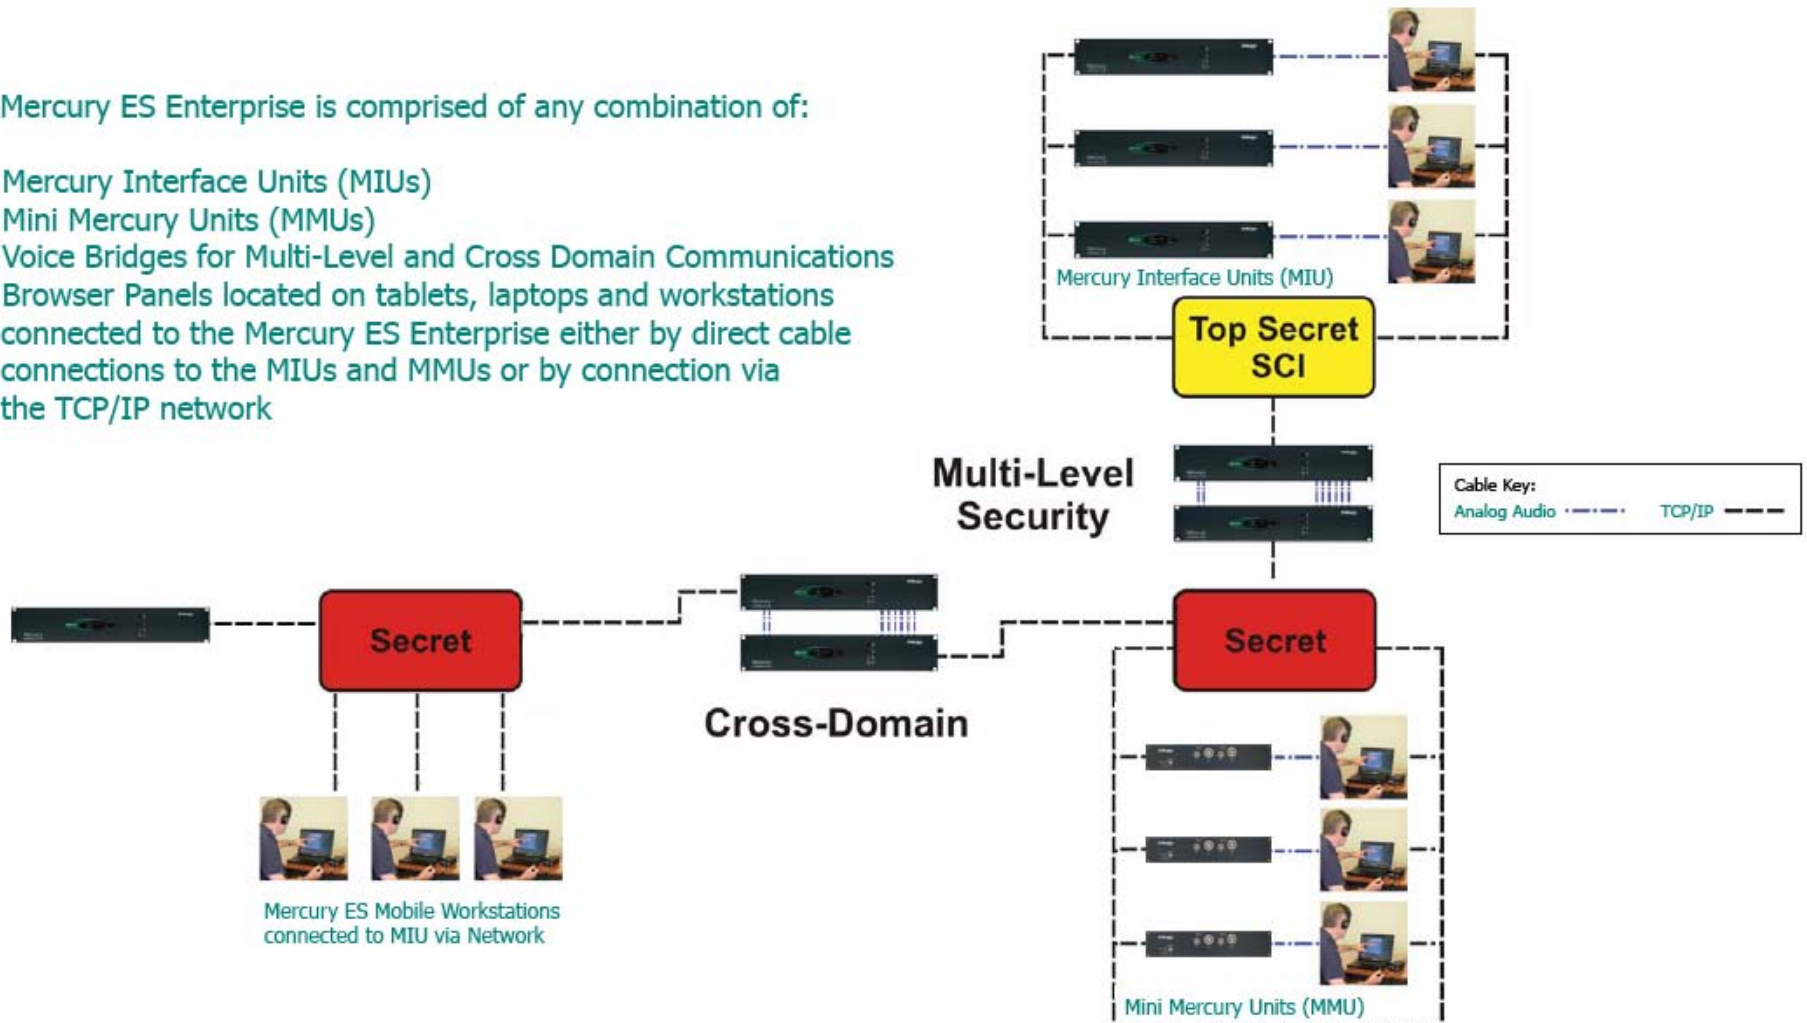 Mercury ES Enterprise is comprised of any combination of:
Mercury Interface Units (MIUs)
Mini Mercury Units (MMUs)
Voice Bridges for Multi-Level and Cross Domain Communications
Browser Panels located on tablets, laptops and workstations
connected to the Mercury ES Enterprise either by direct cable
connections to the MIUs and MMUs or by connection via
the TCP/IP network
Mercury Interface Units (MIU)
Top Secret
SCI
Multi-Level
Security
Cable Key:
Analog Audio
TCP/IP
Secret
Secret
Cross-Domain
Mercury ES Mobile Workstations
connected to MIU via Network
Mini Mercury Units (MMU)